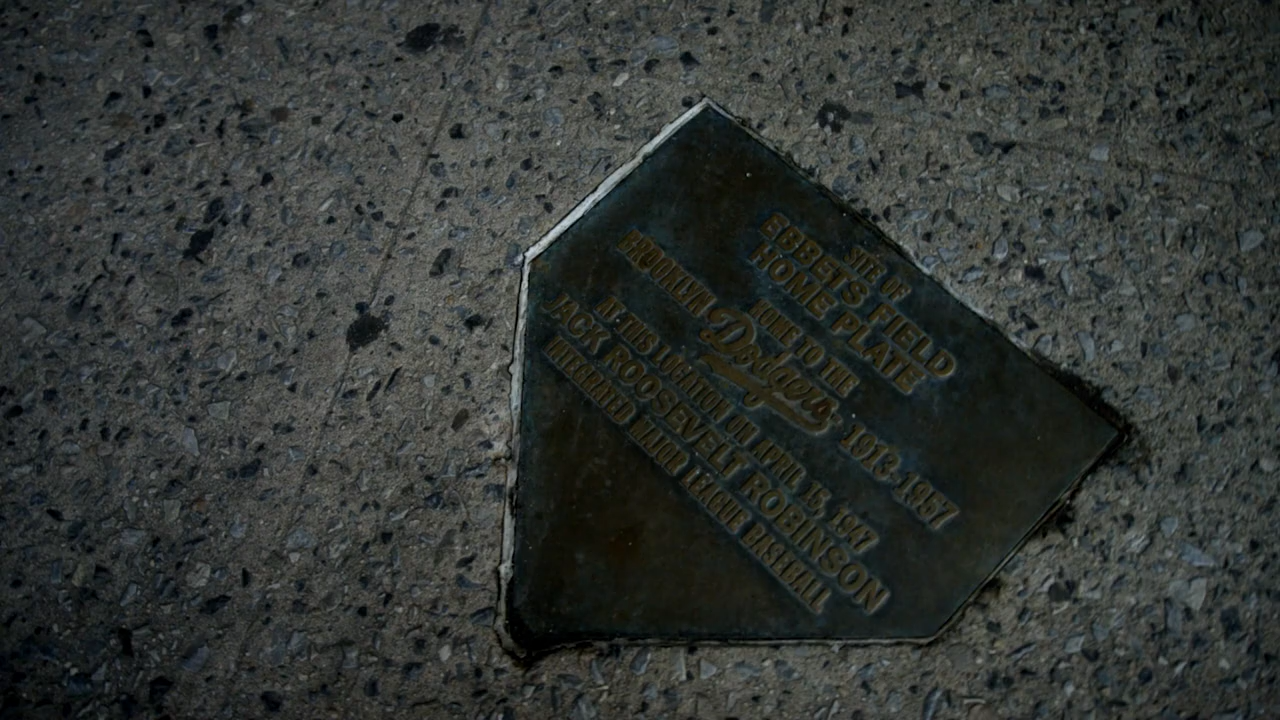 SITE OF
EBBETS FIELD
HOME PLATE
HOME TO THE
BROOKLYN Dodgers 1913-1957
AT THIS LOCATION ON APRIL 15, 1947
JACK ROOSEVELT ROBINSON
INTEGRATED MAJOR LEAGUE BASEBALL